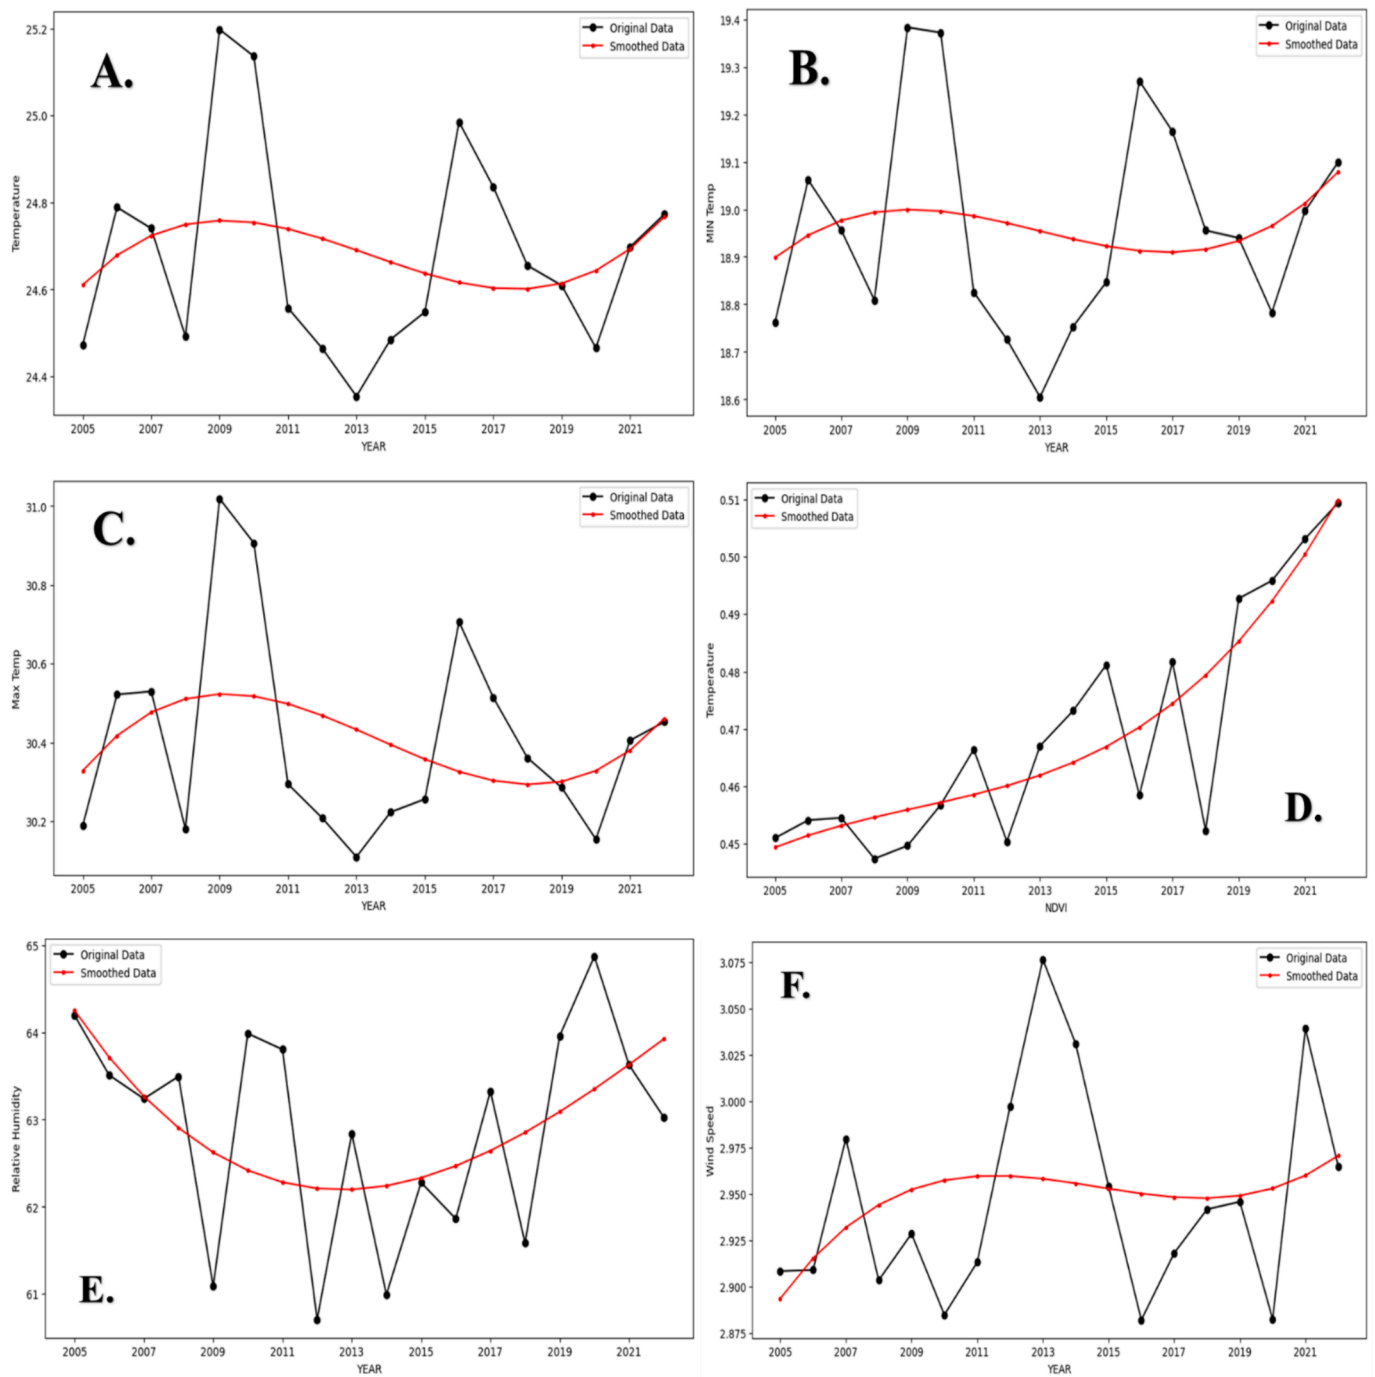 A.
Original Data
Smoothed Data
25.2
25.0
24.8
24.6
24.4
Temperature
2005 2007 2009 2011 2013 2015 2017 2019 2021
YEAR
B.
Original Data
Smoothed Data
19.4
19.3
19.2
19.1
19.0
18.9
18.8
18.7
18.6
MIN Temp
2005 2007 2009 2011 2013 2015 2017 2019 2021
YEAR
C.
Original Data
Smoothed Data
31.0
30.8
30.6
30.4
30.2
Max Temp
2005 2007 2009 2011 2013 2015 2017 2019 2021
YEAR
Original Data
Smoothed Data
0.51
0.50
0.49
0.48
0.47
0.46
0.45
Temperature
D.
2005 2007 2009 2011 2013 2015 2017 2019 2021
NDVI
Original Data
Smoothed Data
65
64
63
62
61
Relative Humidity
E.
2005 2007 2009 2011 2013 2015 2017 2019 2021
YEAR
F.
Original Data
Smoothed Data
3.075
3.050
3.025
3.000
2.975
2.950
2.925
2.900
2.875
Wind Speed
2005 2007 2009 2011 2013 2015 2017 2019 2021
YEAR